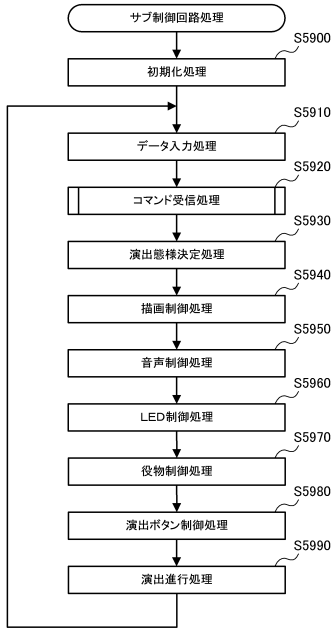 サブ制御回路処理
S5900
初期化処理
S5910
データ入力処理
S5920
コマンド受信処理
S5930
演出態様決定処理
S5940
描画制御処理
S5950
音声制御処理
S5960
LED制御処理
S5970
役物制御処理
S5980
演出ボタン制御処理
S5990
演出進行処理